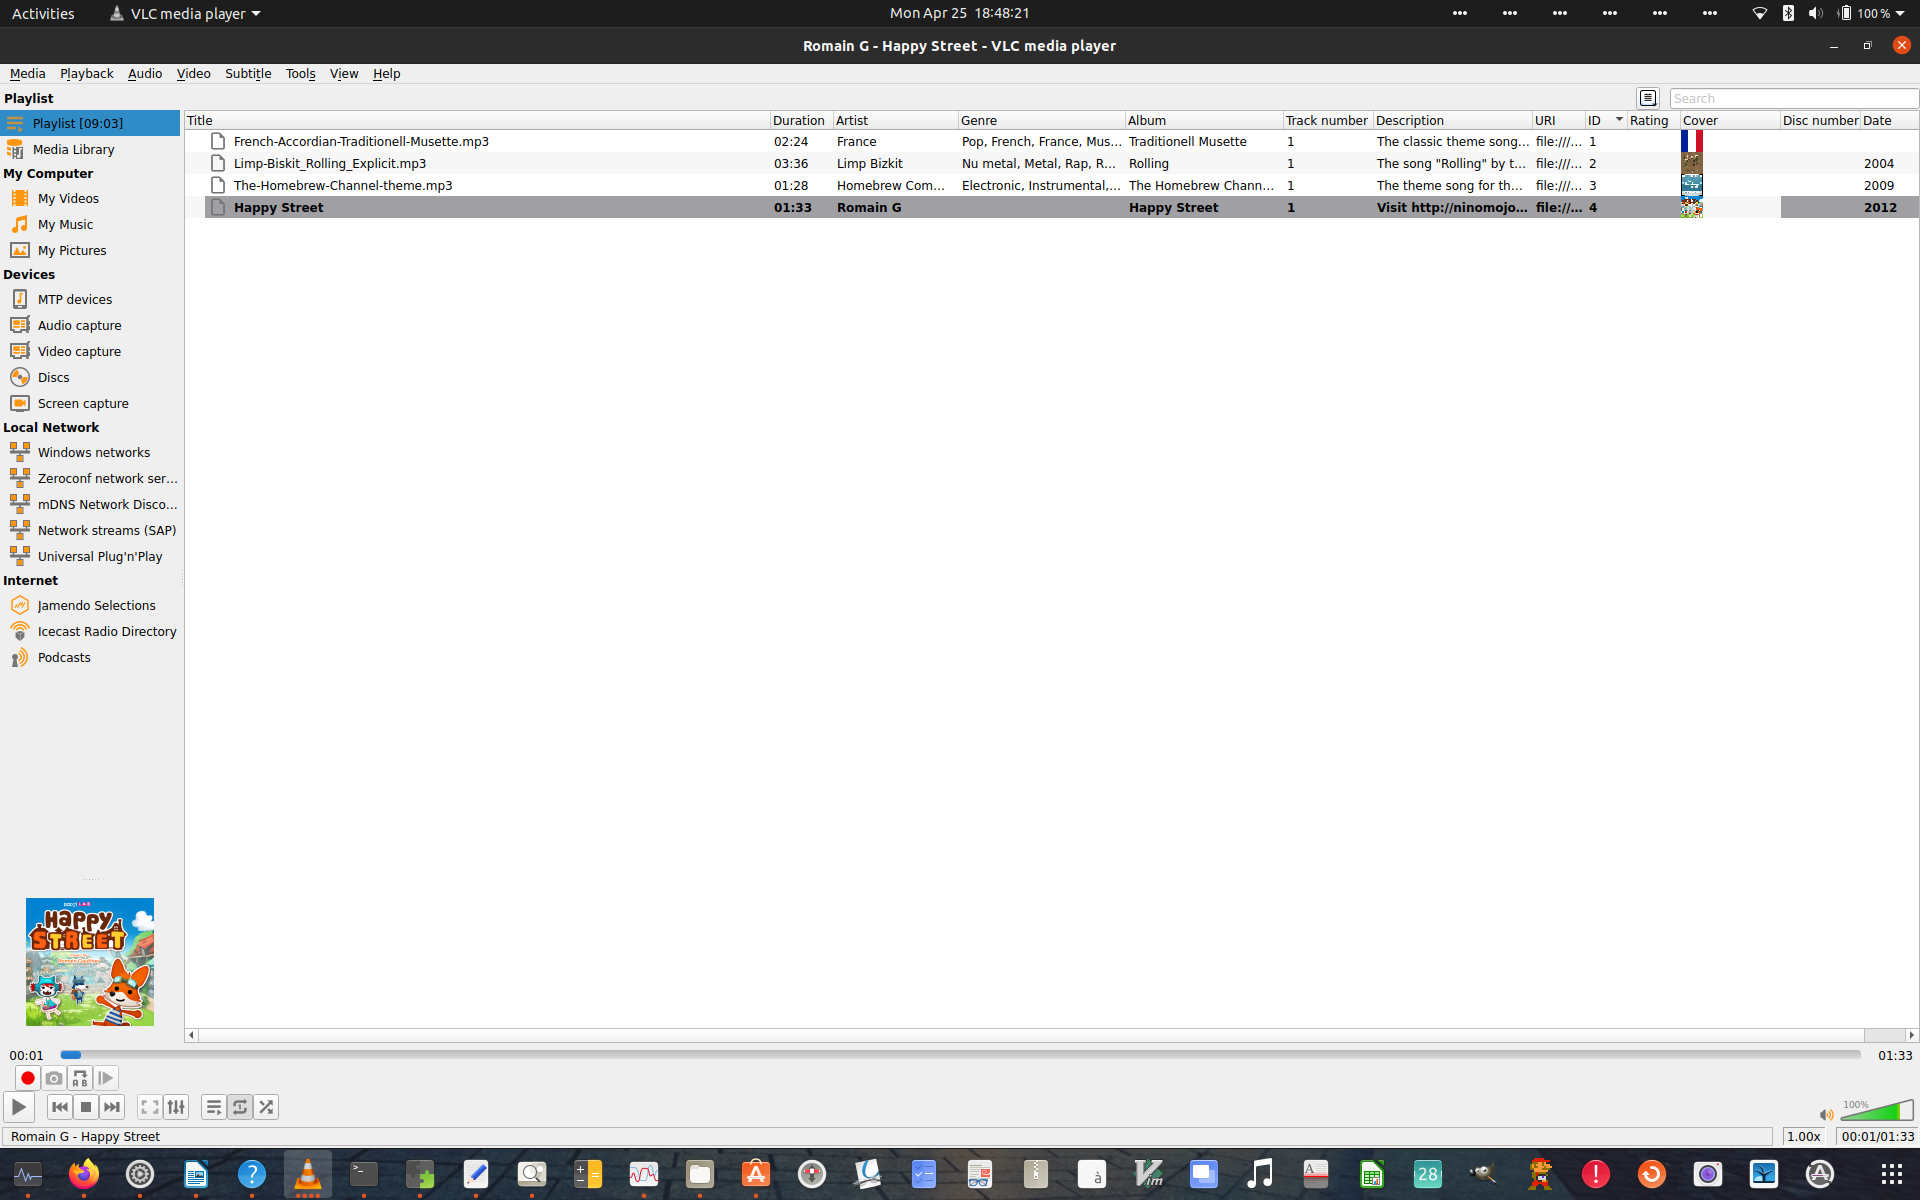 Activities VLC media player Mon Apr 25 18:48:21 100 %
Romain G - Happy Street - VLC media player
Media Playback Audio Video Subtitle Tools View Help
Playlist
Search
Playlist [09:03]
Media Library
My Computer
My Videos
My Music
My Pictures
Devices
MTP devices
Audio capture
Video capture
Discs
Screen capture
Local Network
Windows networks
Zeroconf network ser...
mDNS Network Disco...
Network streams (SAP)
Universal Plug'n'Play
Internet
Jamendo Selections
Icecast Radio Directory
Podcasts
Title Duration Artist Genre Album Track number Description URI ID Rating Cover Disc number Date
French-Accordian-Traditionell-Musette.mp3 02:24 France Pop, French, France, Mus... Traditionell Musette 1 The classic theme song... file:///... 1
Limp-Biskit_Rolling_Explicit.mp3 03:36 Limp Bizkit Nu metal, Metal, Rap, R... Rolling 1 The song "Rolling" by t... file:///... 2 2004
The-Homebrew-Channel-theme.mp3 01:28 Homebrew Com... Electronic, Instrumental,... The Homebrew Chann... 1 The theme song for th... file:///... 3 2009
Happy Street 01:33 Romain G Happy Street 1 Visit http://ninomojo... file://... 4 2012
HAPPY
STREET
00:01 01:33
A B
100%
Romain G - Happy Street 1.00x 00:01/01:33
>_ ? à Vim A 28